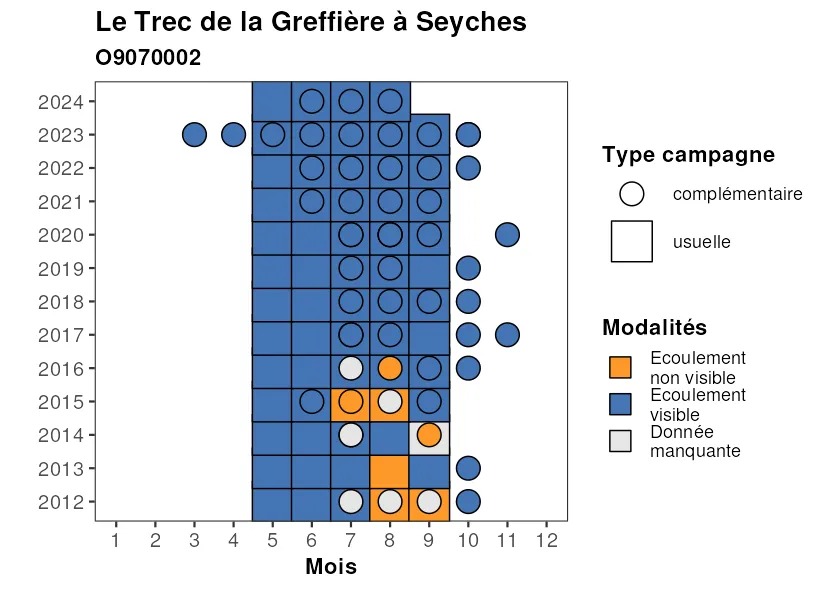 Le Trec de la Greffière à Seyches
O9070002
2024
2023
2022
2021
2020
2019
2018
2017
2016
2015
2014
2013
2012
1 2 3 4 5 6 7 8 9 10 11 12
Mois
Type campagne
complémentaire
usuelle
Modalités
Ecoulement
non visible
Ecoulement
visible
Donnée
manquante